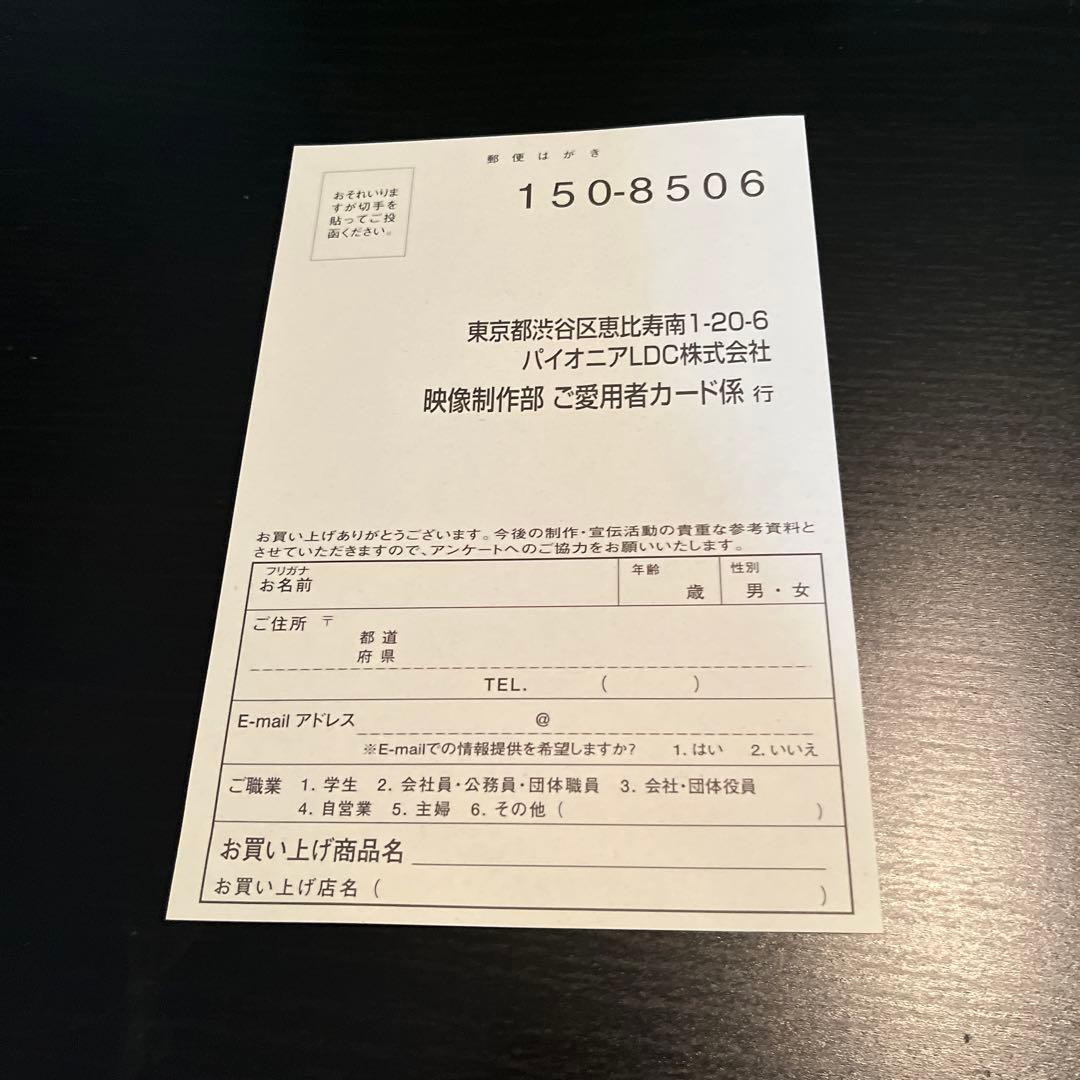 郵便はがき
おそれいりま
すが切手を
貼ってご投
函ください。
150-8506
東京都渋谷区恵比寿南1-20-6
パイオニアLDC株式会社
映像制作部 ご愛用者カード係 行
お買い上げありがとうございます。今後の制作・宣伝活動の貴重な参考資料と
させていただきますので、アンケートへのご協力をお願いいたします。
フリガナ
お名前
年齢
歳
性別
男・女
ご住所 〒
都道
府県
TEL. ( )
E-mail アドレス @
※E-mailでの情報提供を希望しますか? 1.はい 2.いいえ
ご職業 1. 学生 2. 会社員・公務員・団体職員 3. 会社・団体役員
4. 自営業 5. 主婦 6. その他 ( )
お買い上げ商品名
お買い上げ店名 ( )